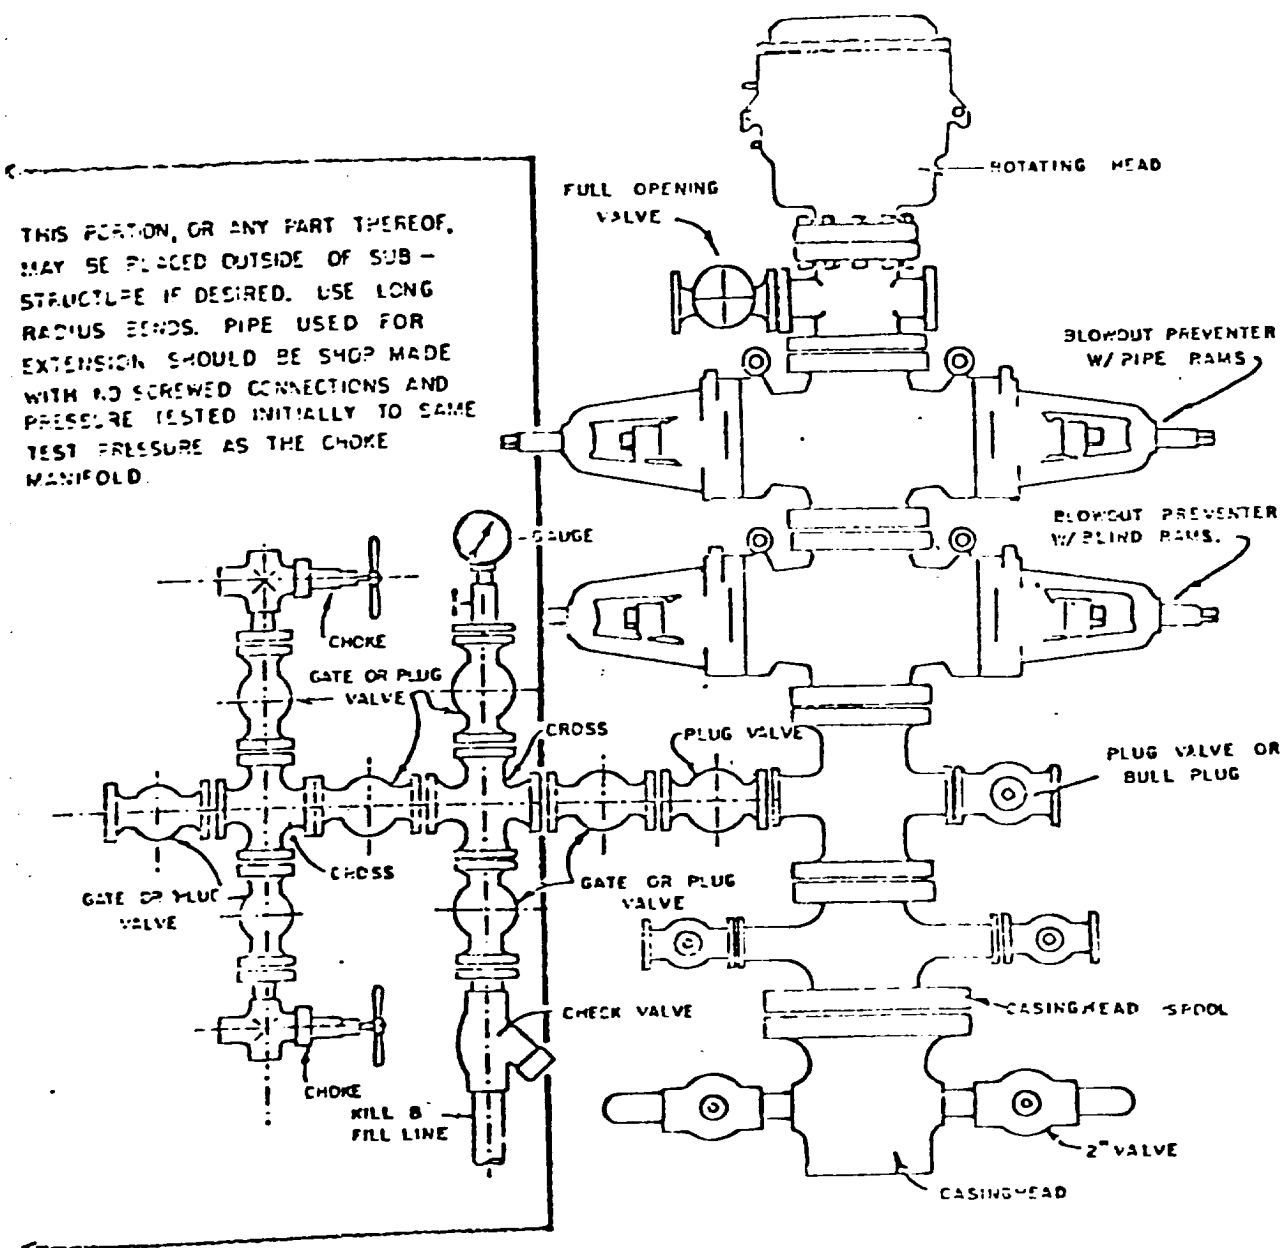 ROTATING HEAD
FULL OPENING
VALVE
THIS PORTION, OR ANY PART THEREOF,
MAY BE PLACED OUTSIDE OF SUB-
STRUCTURE IF DESIRED. USE LONG
RADIUS BENDS. PIPE USED FOR
EXTENSION SHOULD BE SHOP MADE
WITH NO SCREWED CONNECTIONS AND
PRESSURE TESTED INITIALLY TO SAME
TEST PRESSURE AS THE CHOKE
MANIFOLD.
BLOWOUT PREVENTER
W/ PIPE RAMS
BLOWOUT PREVENTER
W/ BLIND RAMS.
GAUGE
CHOKE
GATE OR PLUG
VALVE
CROSS
PLUG VALVE
PLUG VALVE OR
BULL PLUG
CROSS
GATE OR PLUG
VALVE
GATE OR PLUG
VALVE
CHECK VALVE
CASINGHEAD SPOOL
CHOKE
KILL &
FILL LINE
2" VALVE
CASINGHEAD